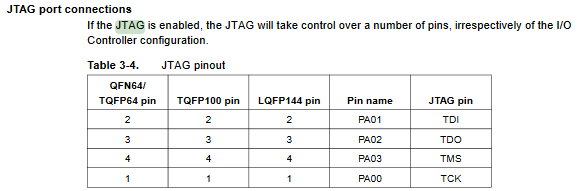 JTAG port connections
If the JTAG is enabled, the JTAG will take control over a number of pins, irrespectively of the I/O
Controller configuration.
Table 3-4. JTAG pinout
QFN64/
TQFP64 pin TQFP100 pin LQFP144 pin Pin name JTAG pin
2 2 2 PA01 TDI
3 3 3 PA02 TDO
4 4 4 PA03 TMS
1 1 1 PA00 TCK